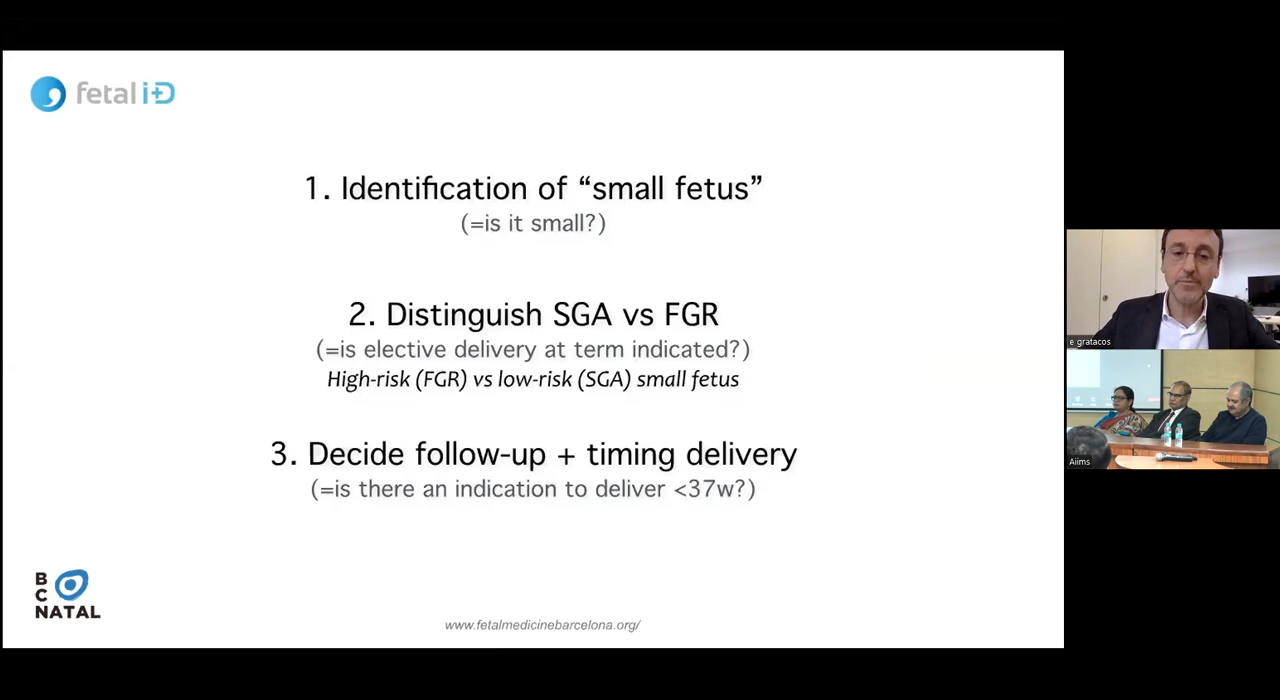 fetal i+D
1. Identification of “small fetus”
(=is it small?)
2. Distinguish SGA vs FGR
(=is elective delivery at term indicated?)
High-risk (FGR) vs low-risk (SGA) small fetus
3. Decide follow-up + timing delivery
(=is there an indication to deliver <37w?)
B
C
NATAL
www.fetalmedicinebarcelona.org/
e gratacos
Aiims